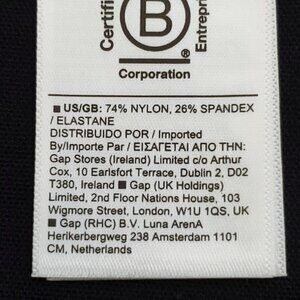 Certifi
B
Entrepr
®
Corporation
■ US/GB: 74% NYLON, 26% SPANDEX
/ ELASTANE
DISTRIBUIDO POR / Imported
By/Importe Par / ΕΙΣΑΓΕΤΑΙ ΑΠΟ ΤΗΝ:
Gap Stores (Ireland) Limited c/o Arthur
Cox, 10 Earlsfort Terrace, Dublin 2, D02
T380, Ireland ■ Gap (UK Holdings)
Limited, 2nd Floor Nations House, 103
Wigmore Street, London, W1U 1QS, UK
■ Gap (RHC) B.V. Luna ArenA
Herikerbergweg 238 Amsterdam 1101
CM, Netherlands